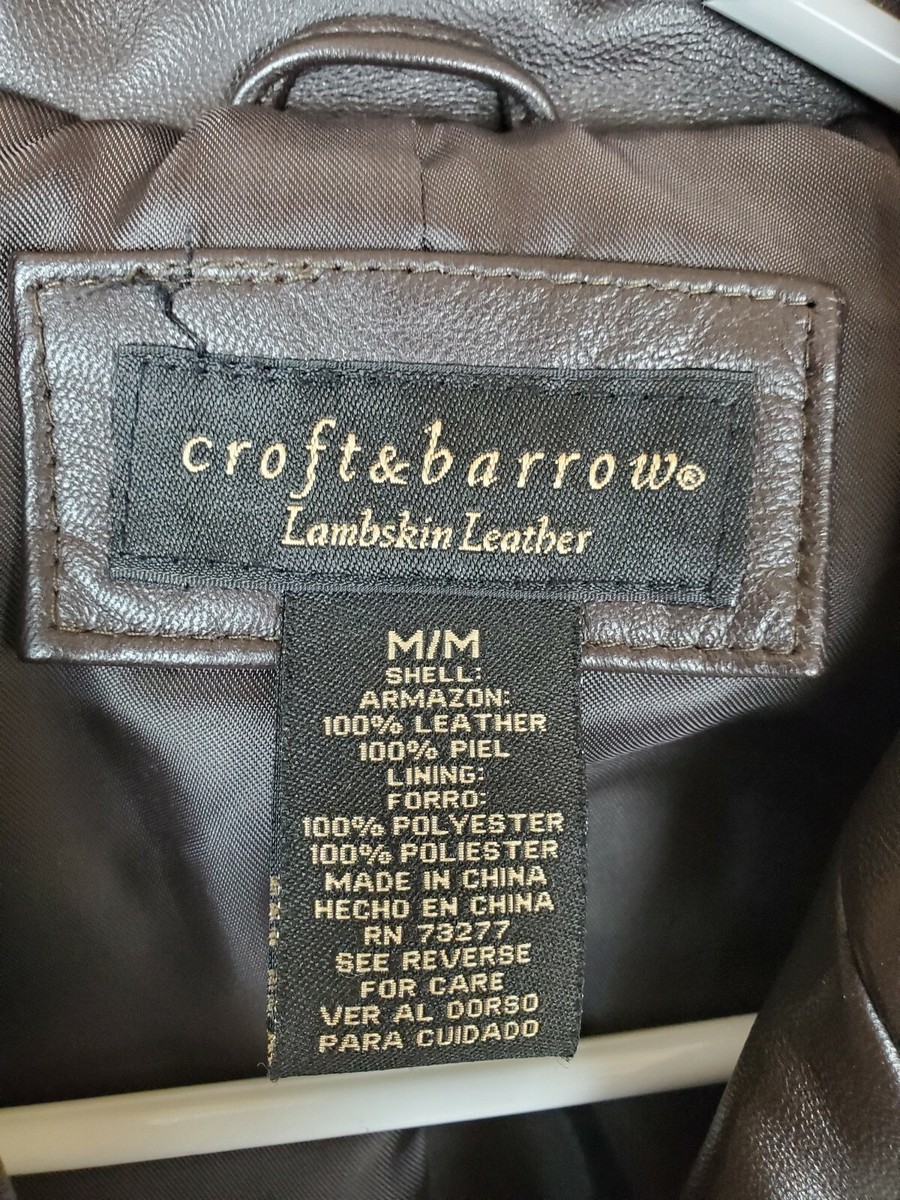 croft&barrow®
Lambskin Leather
M/M
SHELL:
ARMAZON:
100% LEATHER
100% PIEL
LINING:
FORRO:
100% POLYESTER
100% POLIESTER
MADE IN CHINA
HECHO EN CHINA
RN 73277
SEE REVERSE
FOR CARE
VER AL DORSO
PARA CUIDADO